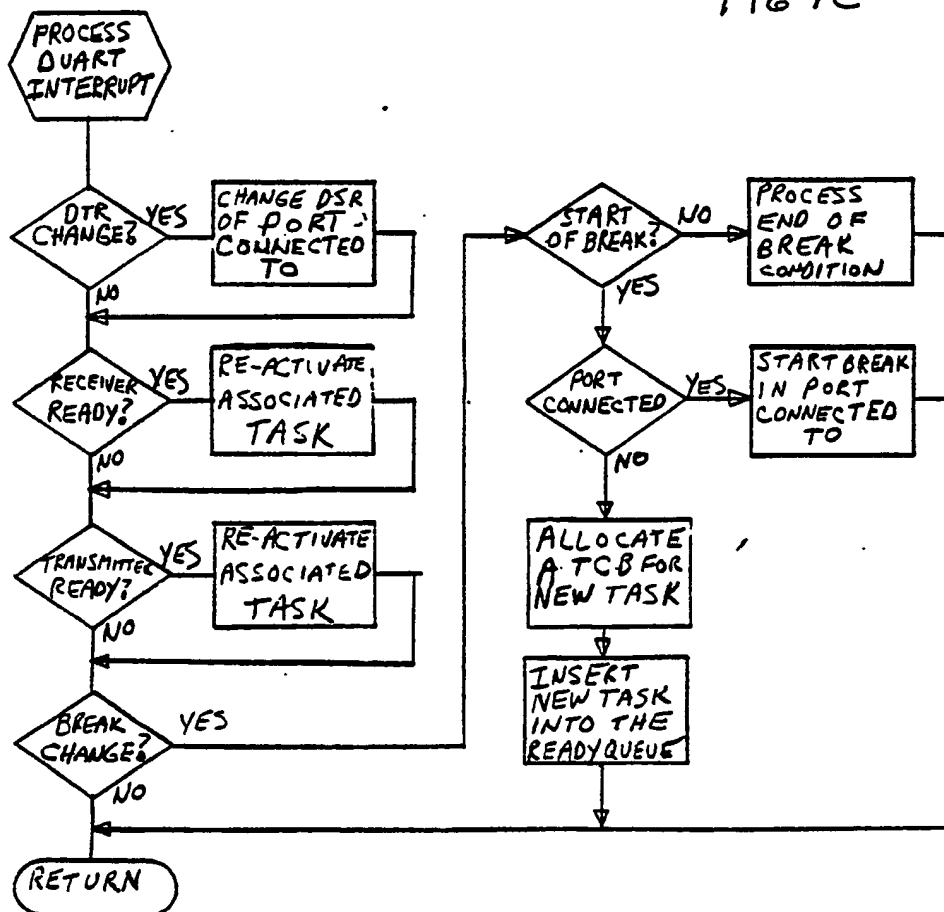 PROCESS
DUART
INTERRUPT
DTR
CHANGE?
YES
CHANGE DSR
OF PORT
CONNECTED
TO
NO
RECEIVER
READY?
YES
RE-ACTIVATE
ASSOCIATED
TASK
NO
TRANSMITTER
READY?
YES
RE-ACTIVATE
ASSOCIATED
TASK
NO
BREAK
CHANGE?
YES
NO
RETURN
START
OF BREAK?
NO
PROCESS
END OF
BREAK
CONDITION
YES
PORT
CONNECTED
YES
START BREAK
IN PORT
CONNECTED
TO
NO
ALLOCATE
A TCB FOR
NEW TASK
INSERT
NEW TASK
INTO THE
READY QUEUE